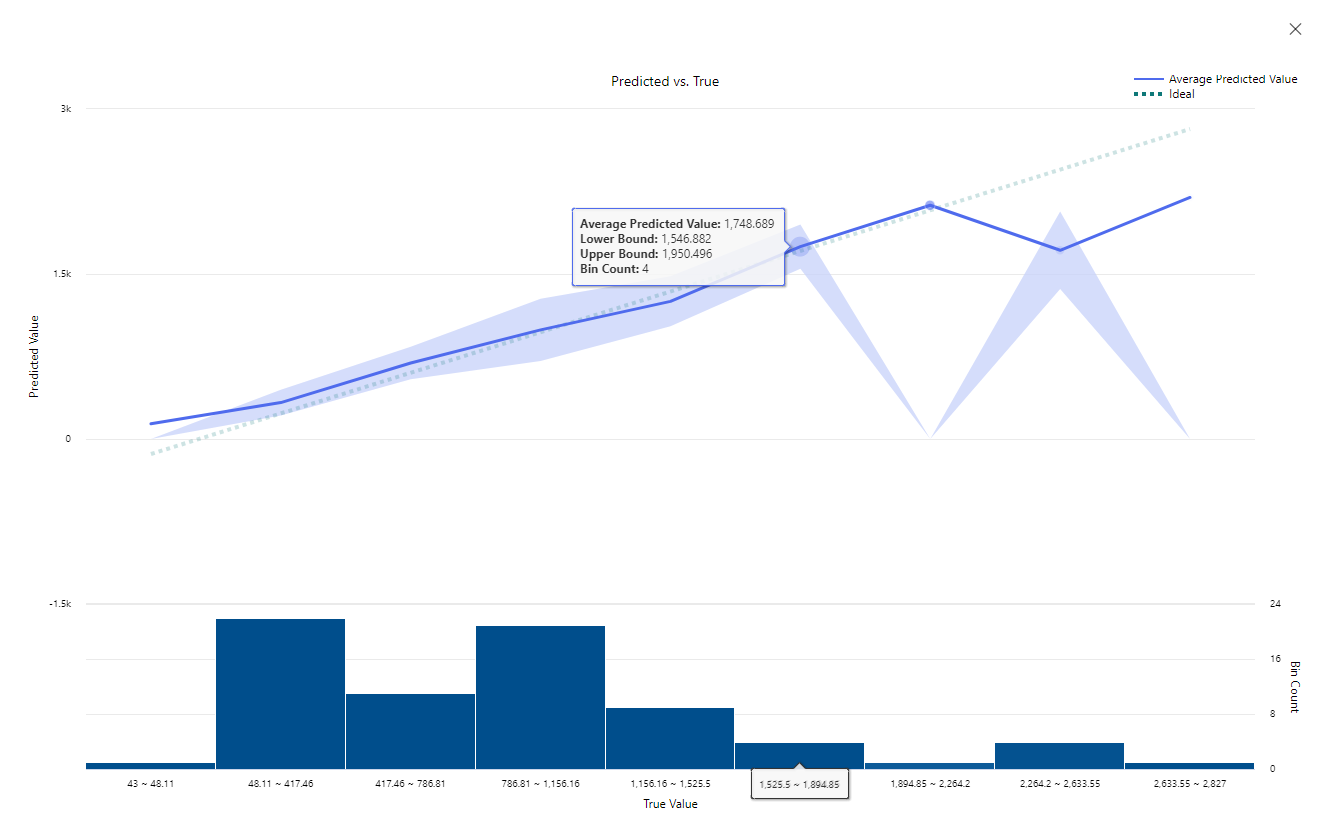 Predicted vs. True
Average Predicted Value
Ideal
3k
1.5k
0
-1.5k
Predicted Value
Average Predicted Value: 1,748.689
Lower Bound: 1,546.882
Upper Bound: 1,950.496
Bin Count: 4
24
16
8
0
Bin Count
43 ~ 48.11
48.11 ~ 417.46
417.46 ~ 786.81
786.81 ~ 1,156.16
1,156.16 ~ 1,525.5
1,525.5 ~ 1,894.85
1,894.85 ~ 2,264.2
2,264.2 ~ 2,633.55
2,633.55 ~ 2,827
True Value